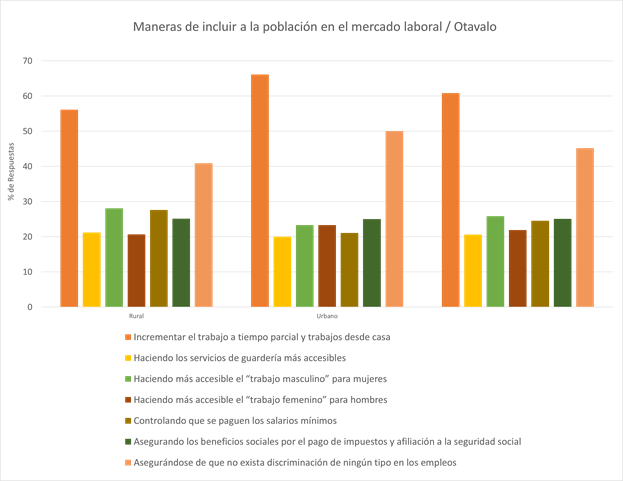 Maneras de incluir a la población en el mercado laboral / Otavalo
% de Respuestas
70
60
50
40
30
20
10
0
Rural
Urbano
Incrementar el trabajo a tiempo parcial y trabajos desde casa
Haciendo los servicios de guardería más accesibles
Haciendo más accesible el “trabajo masculino” para mujeres
Haciendo más accesible el “trabajo femenino” para hombres
Controlando que se paguen los salarios mínimos
Asegurando los beneficios sociales por el pago de impuestos y afiliación a la seguridad social
Asegurándose de que no exista discriminación de ningún tipo en los empleos